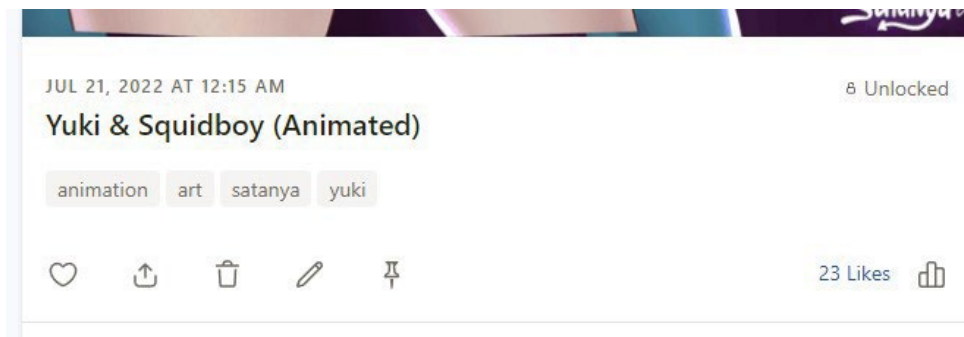 JUL 21, 2022 AT 12:15 AM
Unlocked
Yuki & Squidboy (Animated)
animation art satanya yuki
23 Likes